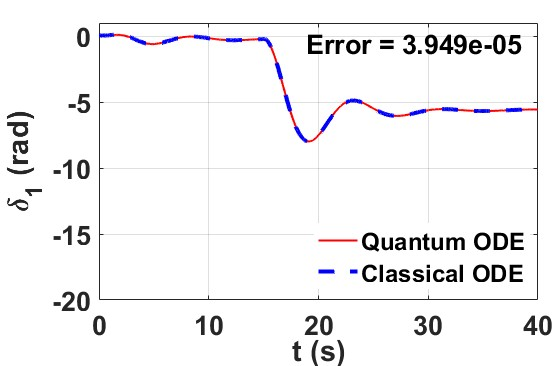 0
Error = 3.949e-05
-5
δ1 (rad)
-10
-15
Quantum ODE
Classical ODE
-20
0 10 20 30 40
t (s)